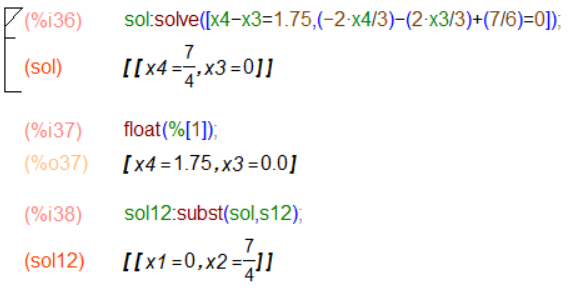 (%i36) sol:solve([x4−x3=1.75,(−2·x4/3)−(2·x3/3)+(7/6)=0]);
(sol) [[x4=7/4,x3=0]]
(%i37) float(%[1]);
(%o37) [x4=1.75,x3=0.0]
(%i38) sol12:subst(sol,s12);
(sol12) [[x1=0,x2=7/4]]